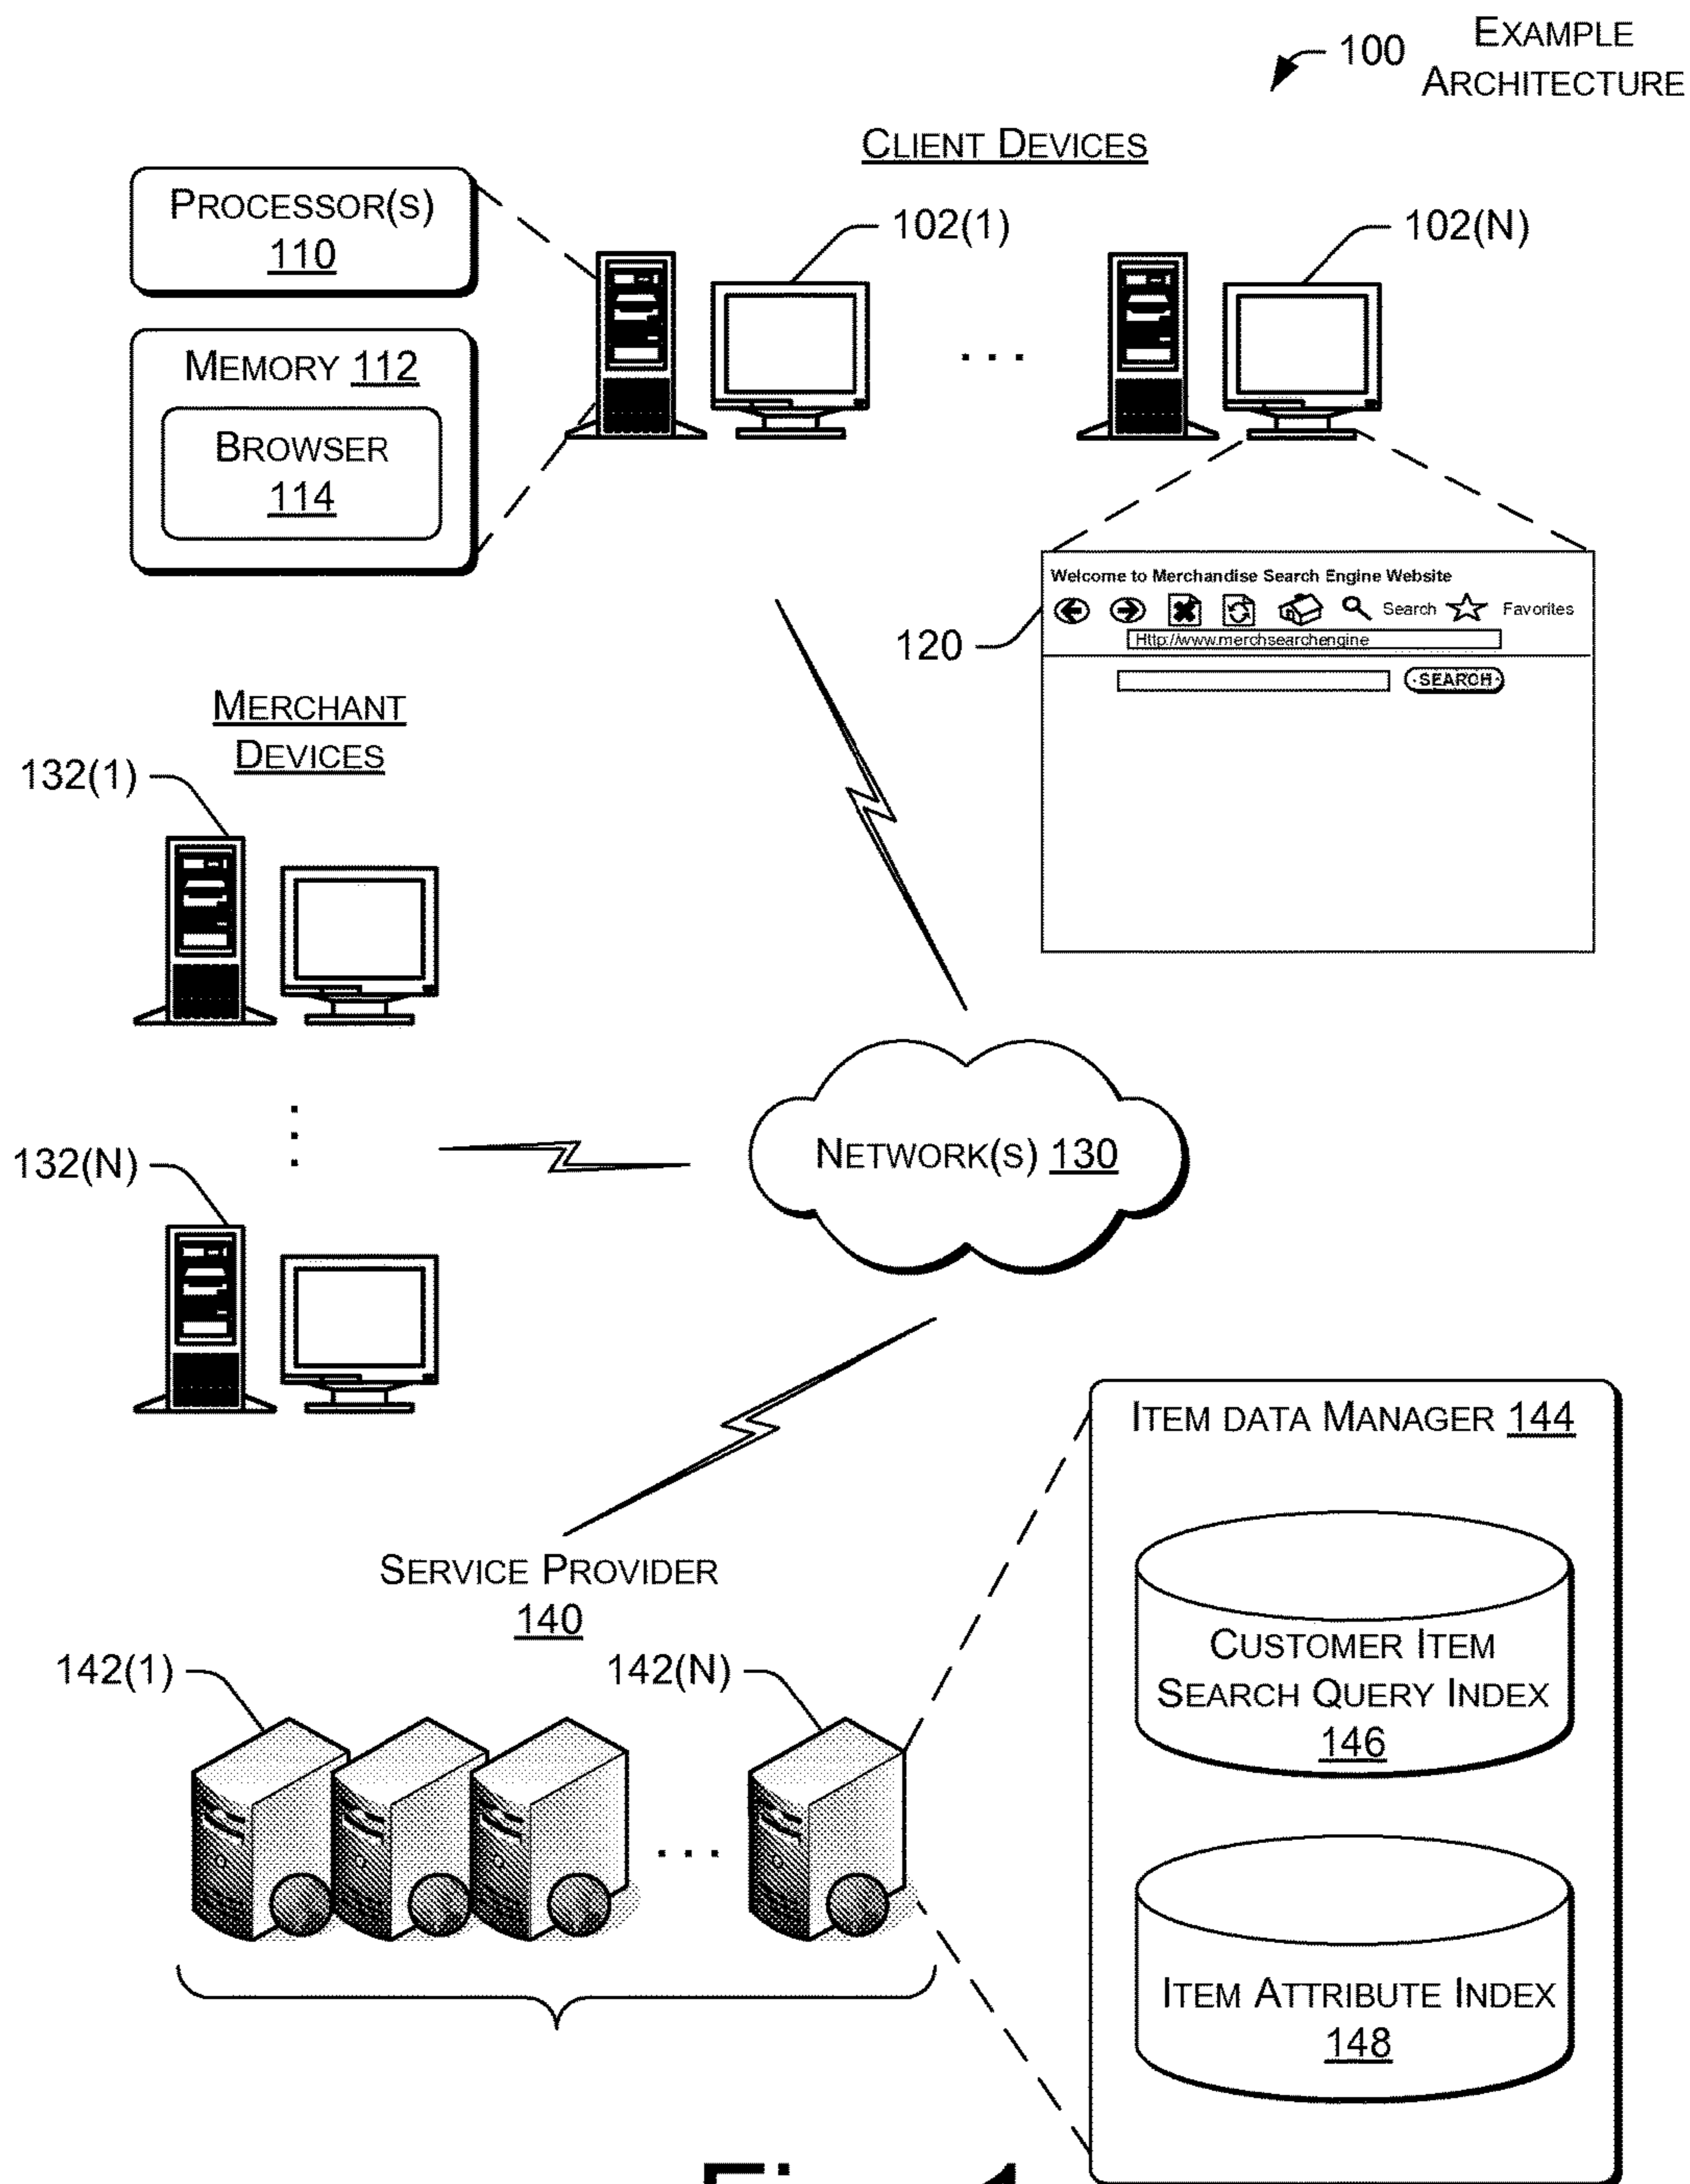 100
EXAMPLE
ARCHITECTURE
CLIENT DEVICES
PROCESSOR(S)
110
MEMORY 112
BROWSER
114
102(1)
. . .
102(N)
120
Welcome to Merchandise Search Engine Website
Search
Favorites
Http://www.merchsearchengine
SEARCH
MERCHANT
DEVICES
132(1)
132(N)
NETWORK(S) 130
SERVICE PROVIDER
140
142(1)
142(N)
. . .
ITEM DATA MANAGER 144
CUSTOMER ITEM
SEARCH QUERY INDEX
146
ITEM ATTRIBUTE INDEX
148